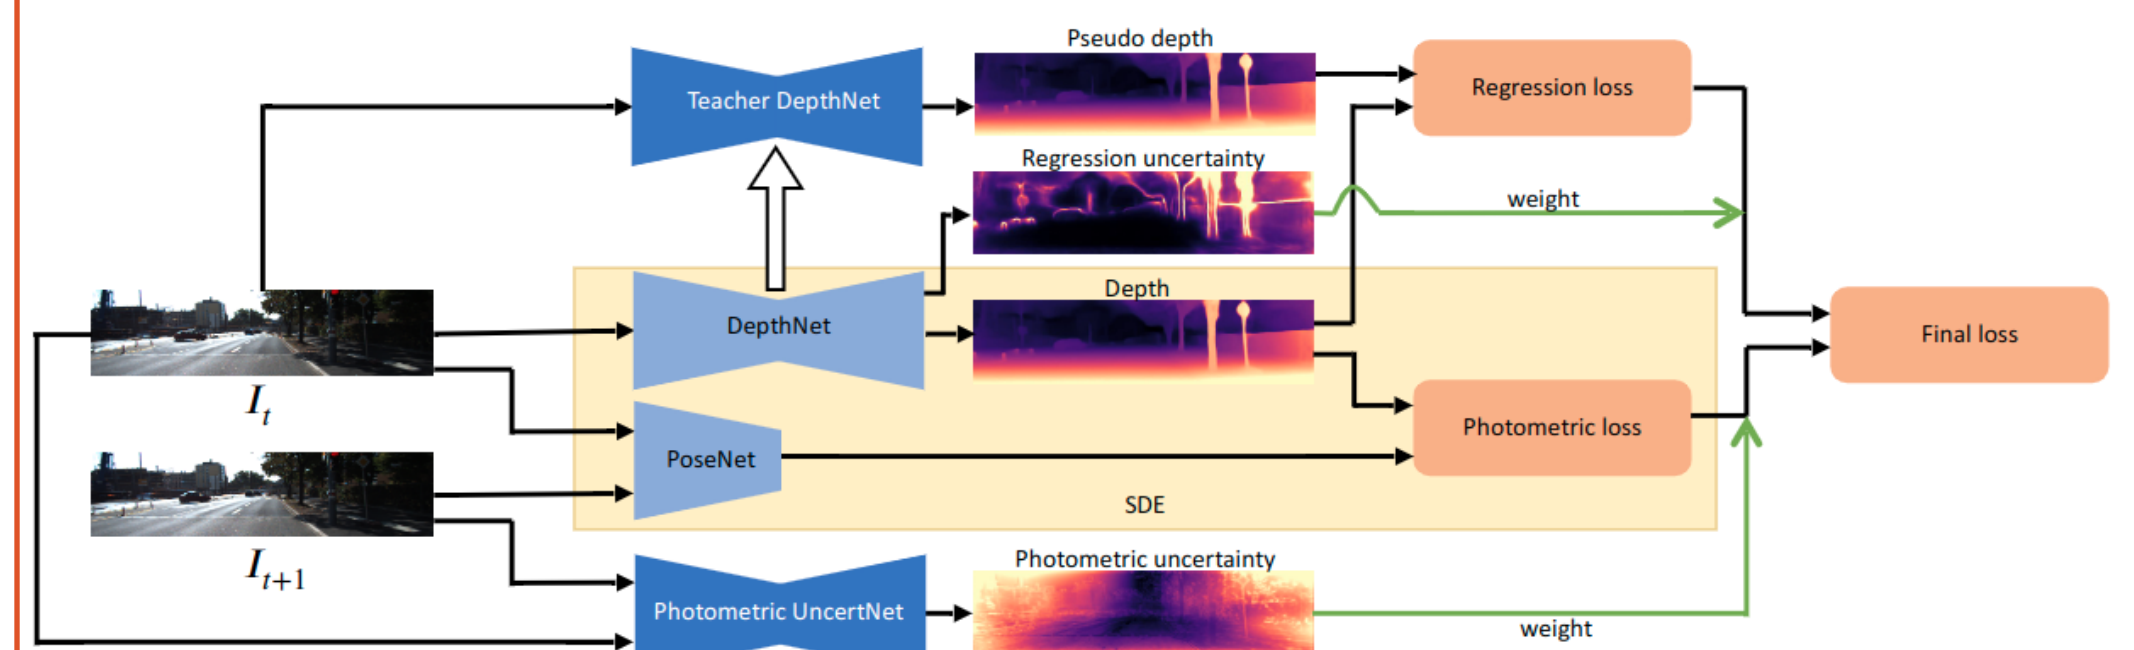 Pseudo depth
Teacher DepthNet
Regression loss
Regression uncertainty
weight
Depth
DepthNet
Final loss
I_t
Photometric loss
PoseNet
SDE
I_{t+1}
Photometric uncertainty
Photometric UncertNet
weight